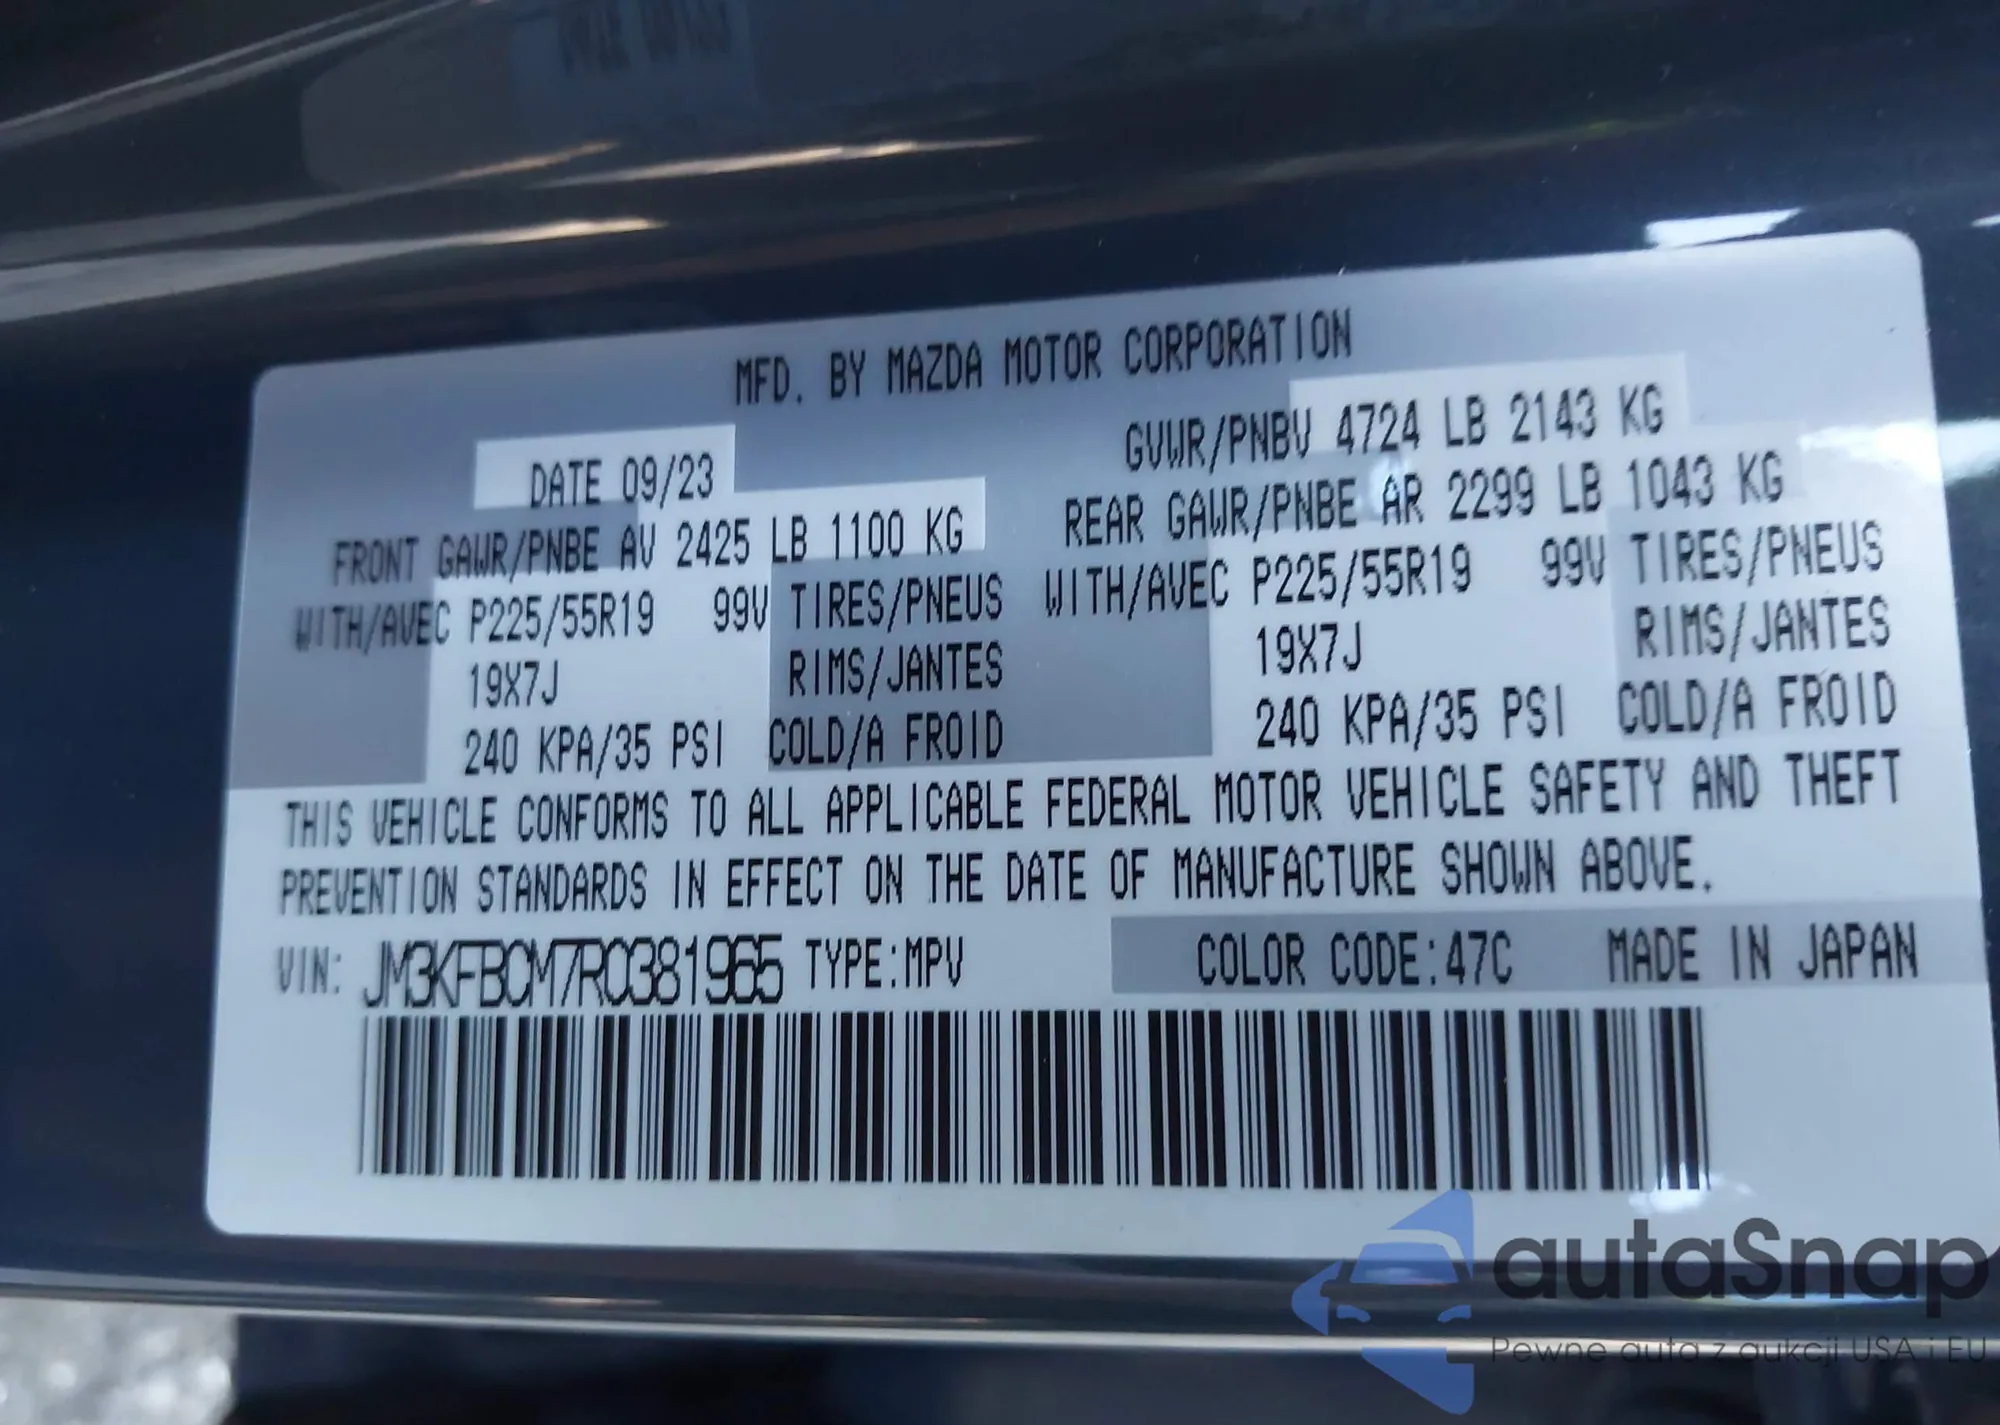 MFD. BY MAZDA MOTOR CORPORATION
DATE 09/23 GVWR/PNBV 4724 LB 2143 KG
FRONT GAWR/PNBE AV 2425 LB 1100 KG REAR GAWR/PNBE AR 2299 LB 1043 KG
WITH/AVEC P225/55R19 99V TIRES/PNEUS WITH/AVEC P225/55R19 99V TIRES/PNEUS
19X7J RIMS/JANTES 19X7J RIMS/JANTES
240 KPA/35 PSI COLD/A FROID 240 KPA/35 PSI COLD/A FROID
THIS VEHICLE CONFORMS TO ALL APPLICABLE FEDERAL MOTOR VEHICLE SAFETY AND THEFT
PREVENTION STANDARDS IN EFFECT ON THE DATE OF MANUFACTURE SHOWN ABOVE.
VIN: JM3KFBCM7R0381965 TYPE:MPV COLOR CODE:47C MADE IN JAPAN
autaSnap
Pewne auta z aukcji USA i EU